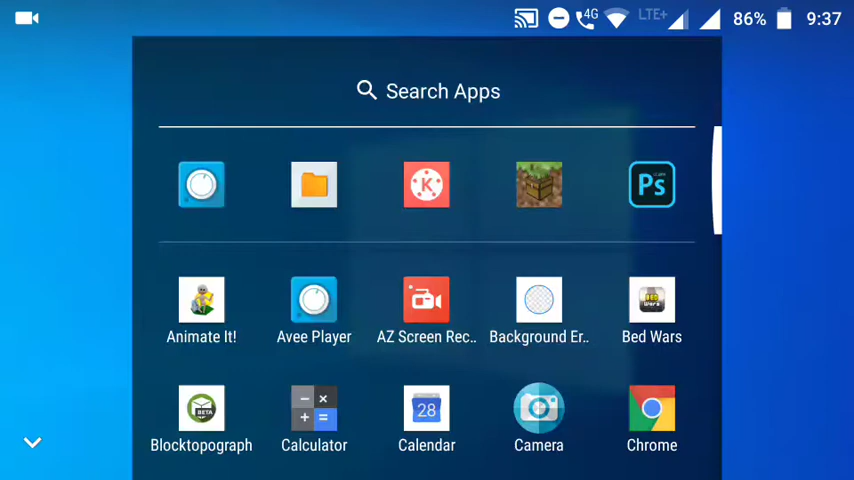 4G LTE+ 86% 9:37
Search Apps
K Ps
Animate It! Avee Player AZ Screen Rec.. Background Er.. Bed Wars
BETA 28
Blocktopograph Calculator Calendar Camera Chrome